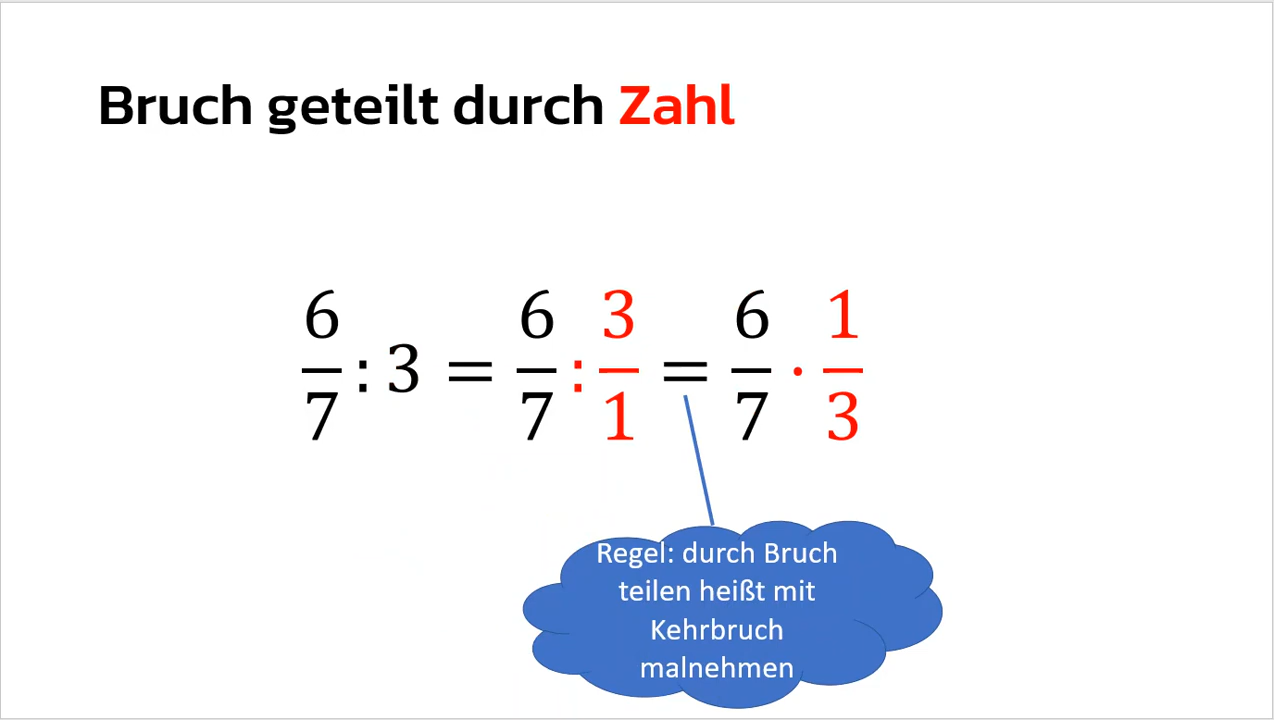 Bruch geteilt durch Zahl
6/7 : 3 = 6/7 : 3/1 = 6/7 · 1/3
Regel: durch Bruch
teilen heißt mit
Kehrbruch
malnehmen